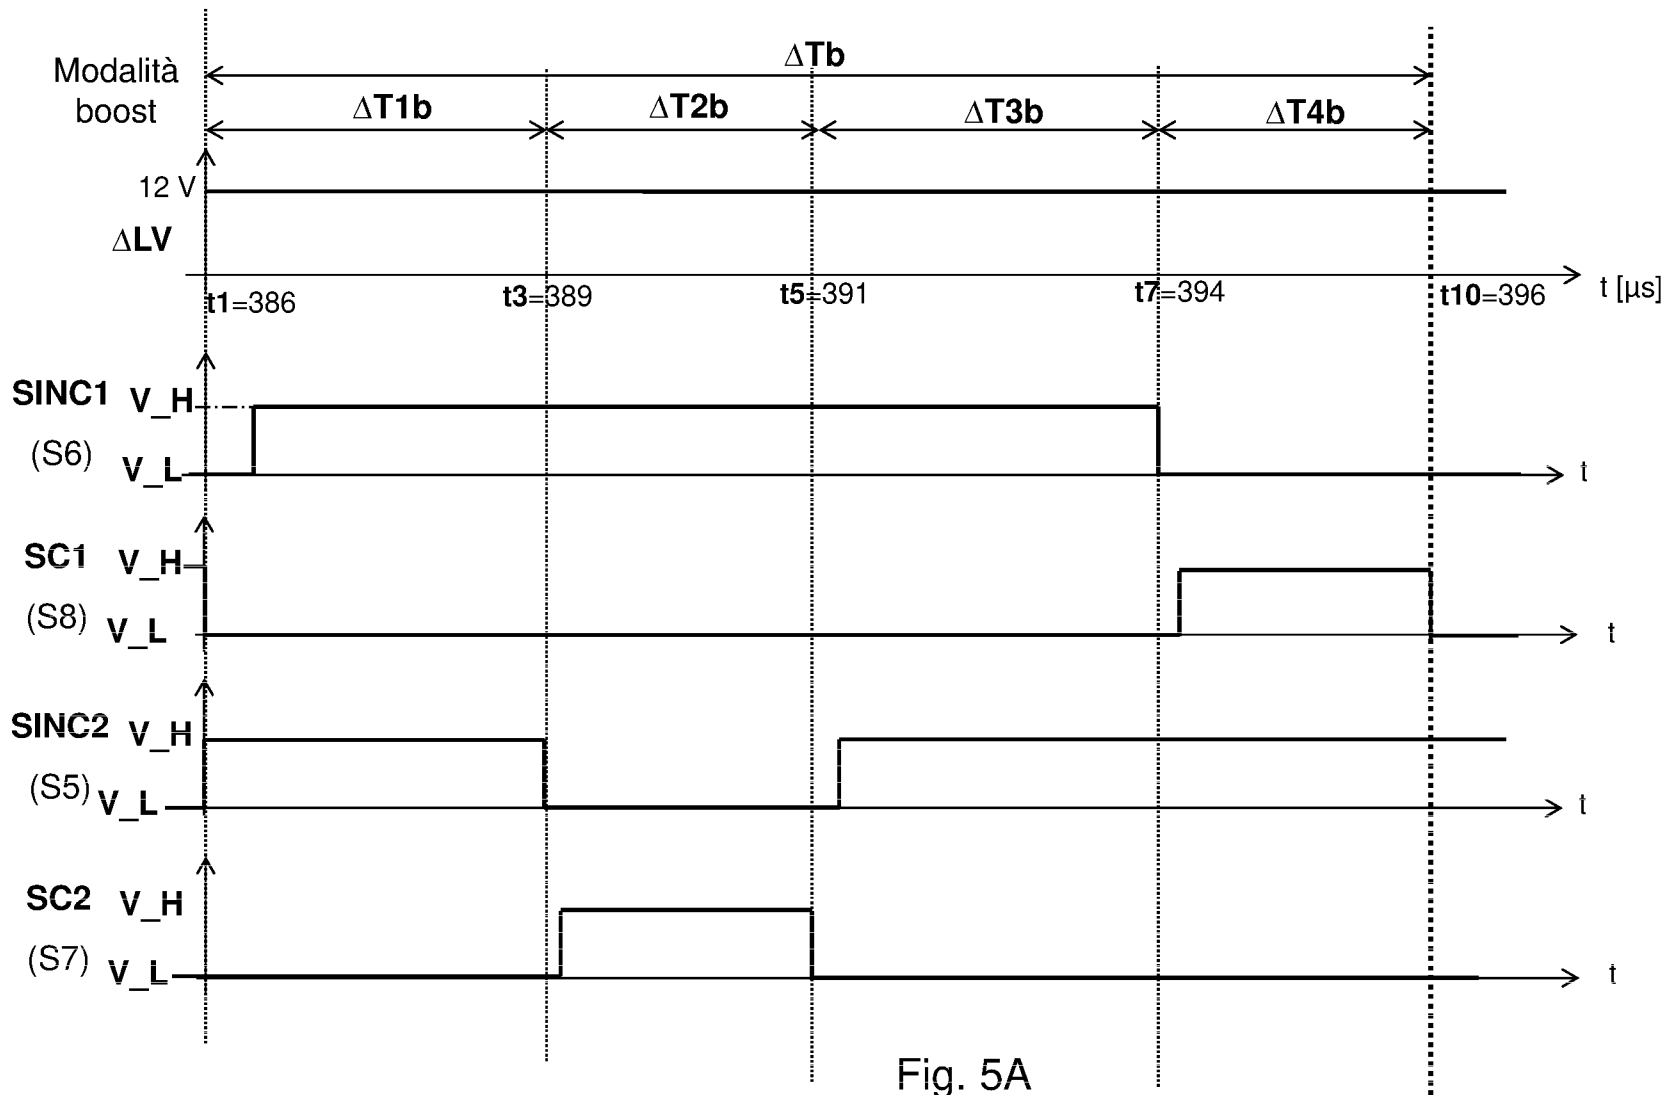 Modalità
boost
ΔTb
ΔT1b
ΔT2b
ΔT3b
ΔT4b
12 V
ΔLV
t1=386
t3=389
t5=391
t7=394
t10=396
t [µs]
SINC1 V_H
(S6)
V_L
t
SC1 V_H
(S8) V_L
t
SINC2 V_H
(S5) V_L
t
SC2 V_H
(S7) V_L
t
Fig. 5A